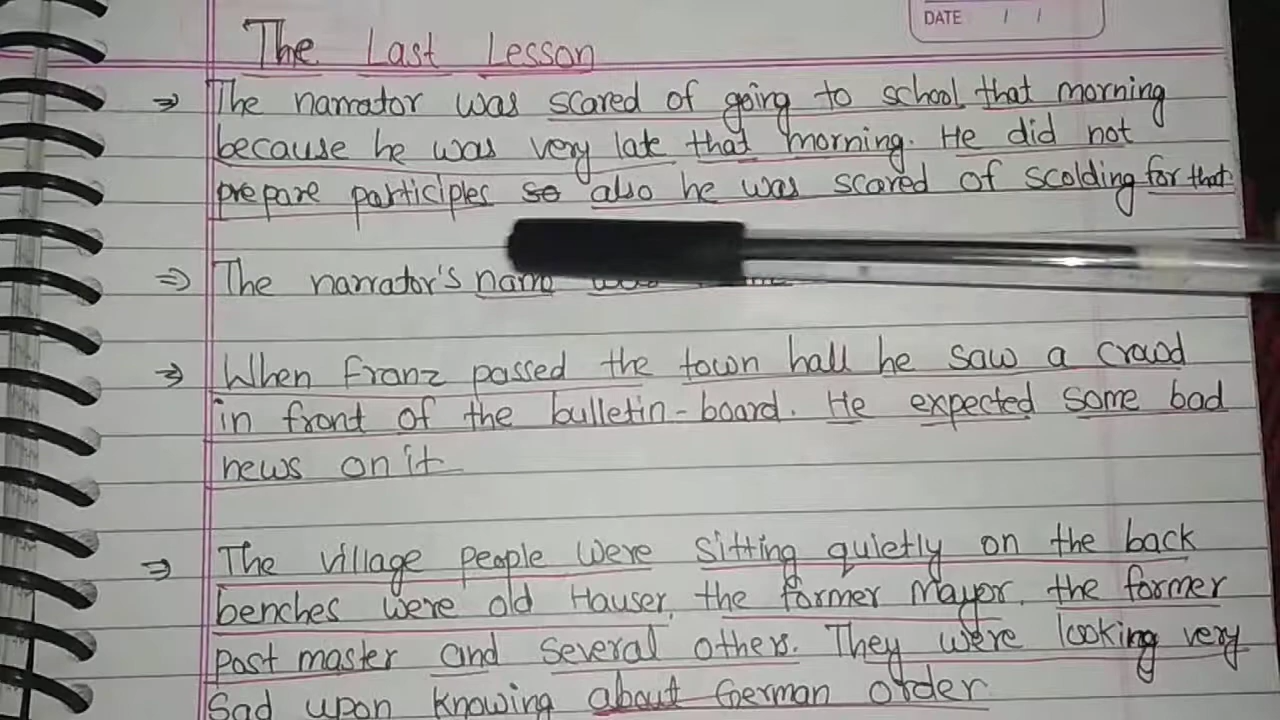 DATE / /
The Last Lesson
⇒ The narrator was scared of going to school that morning
because he was very late that morning. He did not
prepare participles so also he was scared of scolding for that
⇒ The narrator's name was
⇒ When Franz passed the town hall he saw a crowd
in front of the bulletin-board. He expected some bad
news on it
⇒ The village people were sitting quietly on the back
benches were old Hauser, the former Mayor, the former
post master and several others. They were looking very
sad upon knowing about German order